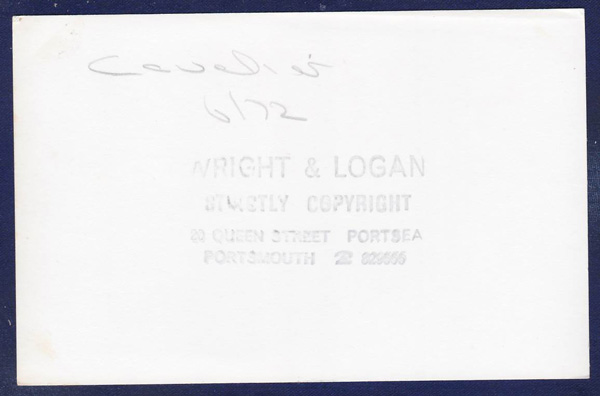 Cavalier
6/72
WRIGHT & LOGAN
STRICTLY COPYRIGHT
20 QUEEN STREET PORTSEA
PORTSMOUTH ☎